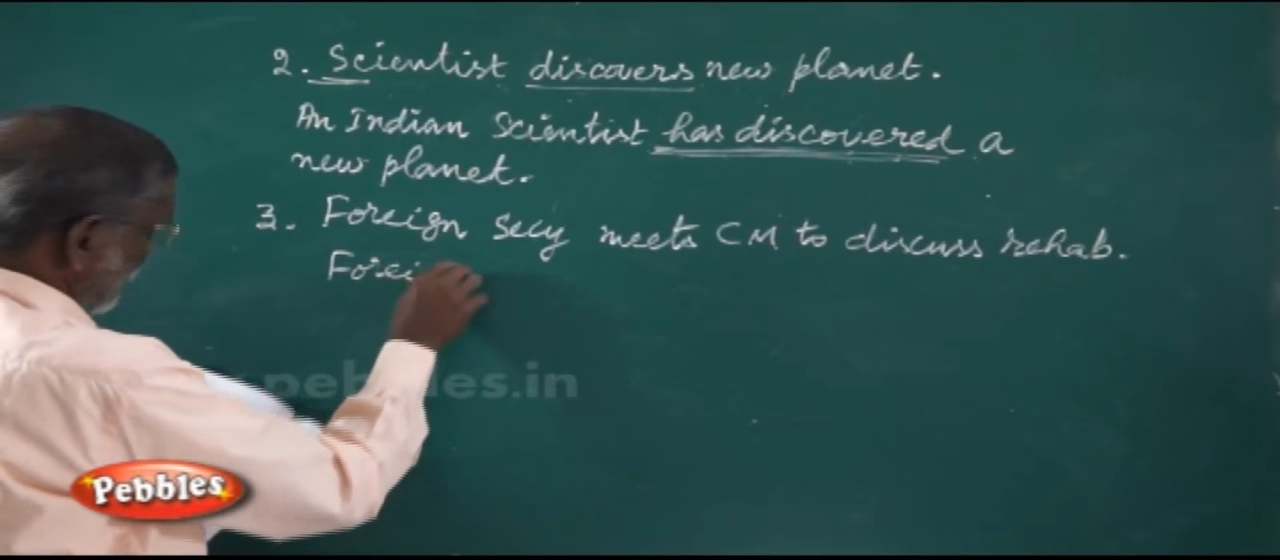 2. Scientist discovers new planet.
An Indian Scientist has discovered a
new planet.
3. Foreign Secy meets CM to discuss rehab.
Forei
pebbles.in
Pebbles